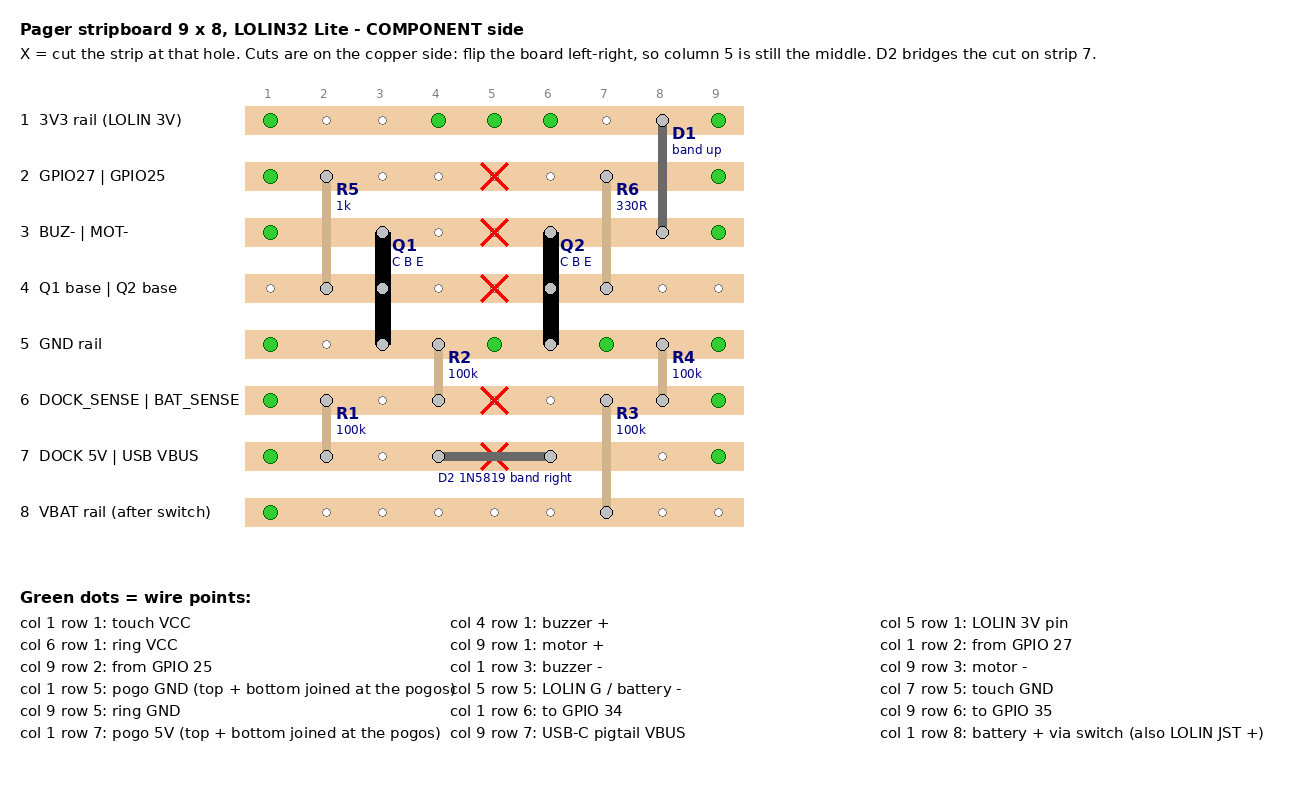 Pager stripboard 9 x 8, LOLIN32 Lite - COMPONENT side
X = cut the strip at that hole. Cuts are on the copper side: flip the board left-right, so column 5 is still the middle. D2 bridges the cut on strip 7.
1 2 3 4 5 6 7 8 9
1 3V3 rail (LOLIN 3V)
D1
band up
2 GPIO27 | GPIO25
R5
1k
R6
330R
3 BUZ- | MOT-
Q1
C B E
Q2
C B E
4 Q1 base | Q2 base
5 GND rail
R2
100k
R4
100k
6 DOCK_SENSE | BAT_SENSE
R1
100k
R3
100k
7 DOCK 5V | USB VBUS
D2 1N5819 band right
8 VBAT rail (after switch)
Green dots = wire points:
col 1 row 1: touch VCC
col 4 row 1: buzzer +
col 5 row 1: LOLIN 3V pin
col 6 row 1: ring VCC
col 9 row 1: motor +
col 1 row 2: from GPIO 27
col 9 row 2: from GPIO 25
col 1 row 3: buzzer -
col 9 row 3: motor -
col 1 row 5: pogo GND (top + bottom joined at the pogos)
col 5 row 5: LOLIN G / battery -
col 7 row 5: touch GND
col 9 row 5: ring GND
col 1 row 6: to GPIO 34
col 9 row 6: to GPIO 35
col 1 row 7: pogo 5V (top + bottom joined at the pogos)
col 9 row 7: USB-C pigtail VBUS
col 1 row 8: battery + via switch (also LOLIN JST +)